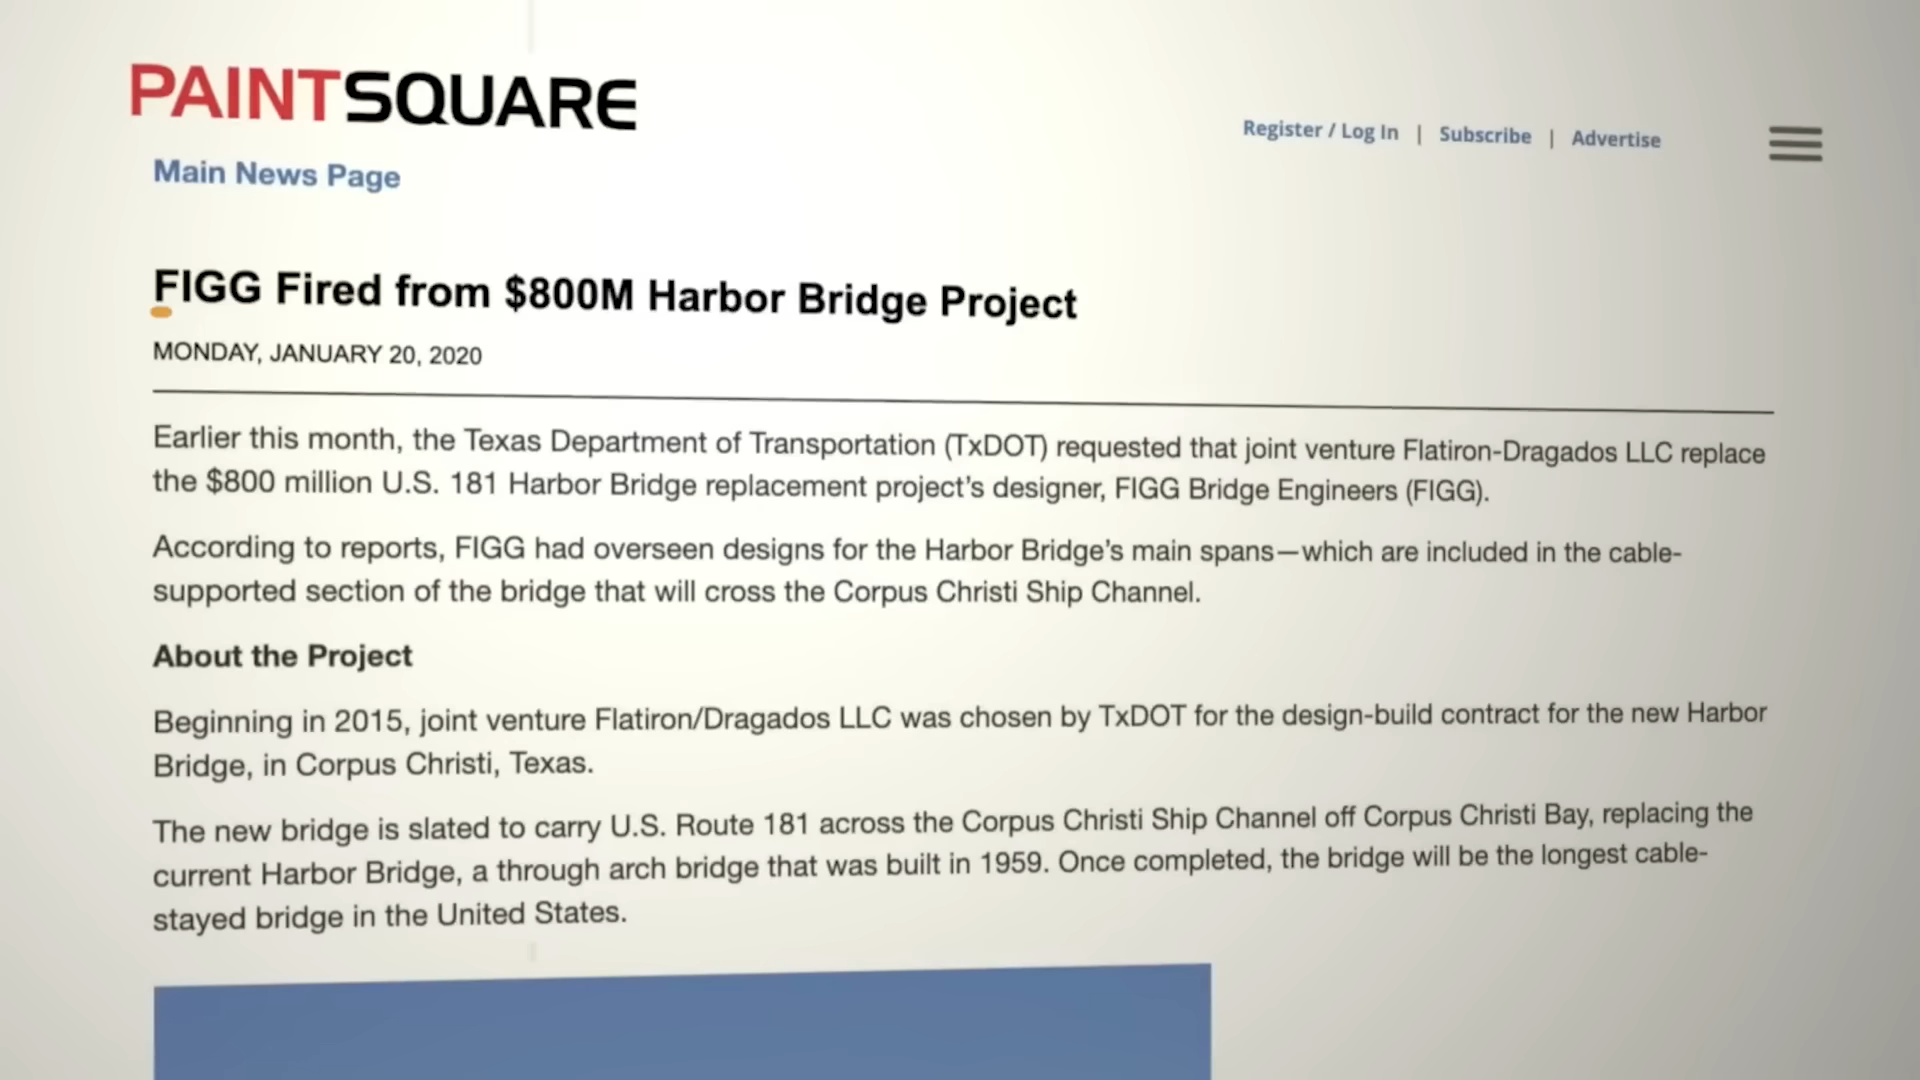 PAINTSQUARE
Register / Log In | Subscribe | Advertise
Main News Page
FIGG Fired from $800M Harbor Bridge Project
MONDAY, JANUARY 20, 2020
Earlier this month, the Texas Department of Transportation (TxDOT) requested that joint venture Flatiron-Dragados LLC replace
the $800 million U.S. 181 Harbor Bridge replacement project’s designer, FIGG Bridge Engineers (FIGG).
According to reports, FIGG had overseen designs for the Harbor Bridge’s main spans—which are included in the cable-
supported section of the bridge that will cross the Corpus Christi Ship Channel.
About the Project
Beginning in 2015, joint venture Flatiron/Dragados LLC was chosen by TxDOT for the design-build contract for the new Harbor
Bridge, in Corpus Christi, Texas.
The new bridge is slated to carry U.S. Route 181 across the Corpus Christi Ship Channel off Corpus Christi Bay, replacing the
current Harbor Bridge, a through arch bridge that was built in 1959. Once completed, the bridge will be the longest cable-
stayed bridge in the United States.